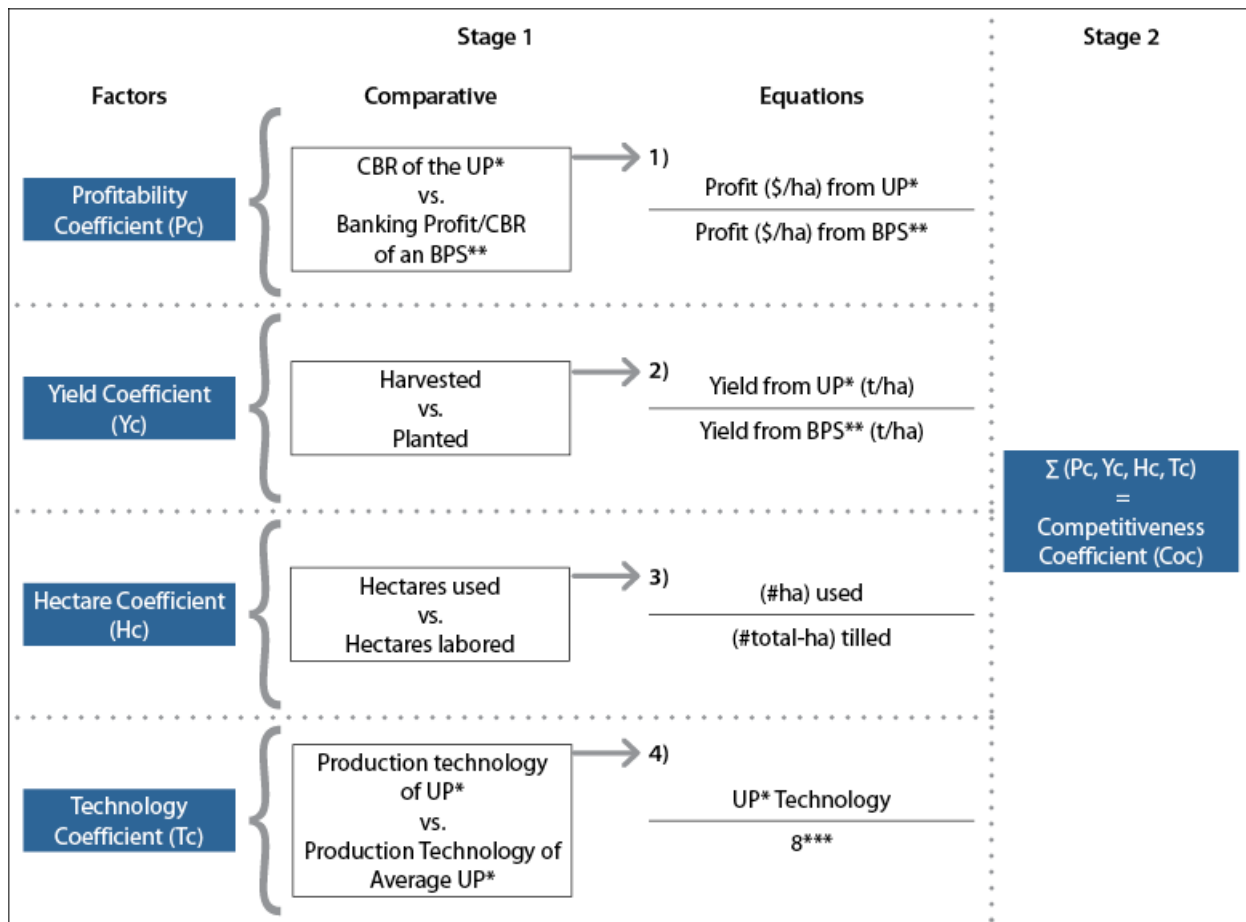 Stage 1
Stage 2
Factors
Comparative
Equations
Profitability
Coefficient (Pc)
CBR of the UP*
vs.
Banking Profit/CBR
of an BPS**
1)
Profit ($/ha) from UP*
Profit ($/ha) from BPS**
Yield Coefficient
(Yc)
Harvested
vs.
Planted
2)
Yield from UP* (t/ha)
Yield from BPS** (t/ha)
Hectare Coefficient
(Hc)
Hectares used
vs.
Hectares labored
3)
(#ha) used
(#total-ha) tilled
Technology
Coefficient (Tc)
Production technology
of UP*
vs.
Production Technology of
Average UP*
4)
UP* Technology
8***
Σ (Pc, Yc, Hc, Tc)
=
Competitiveness
Coefficient (Coc)